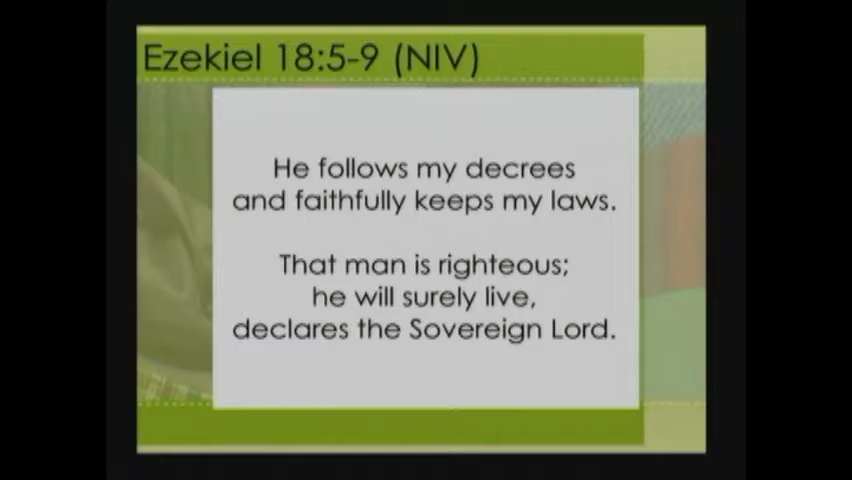 Ezekiel 18:5-9 (NIV)
He follows my decrees
and faithfully keeps my laws.
That man is righteous;
he will surely live,
declares the Sovereign Lord.